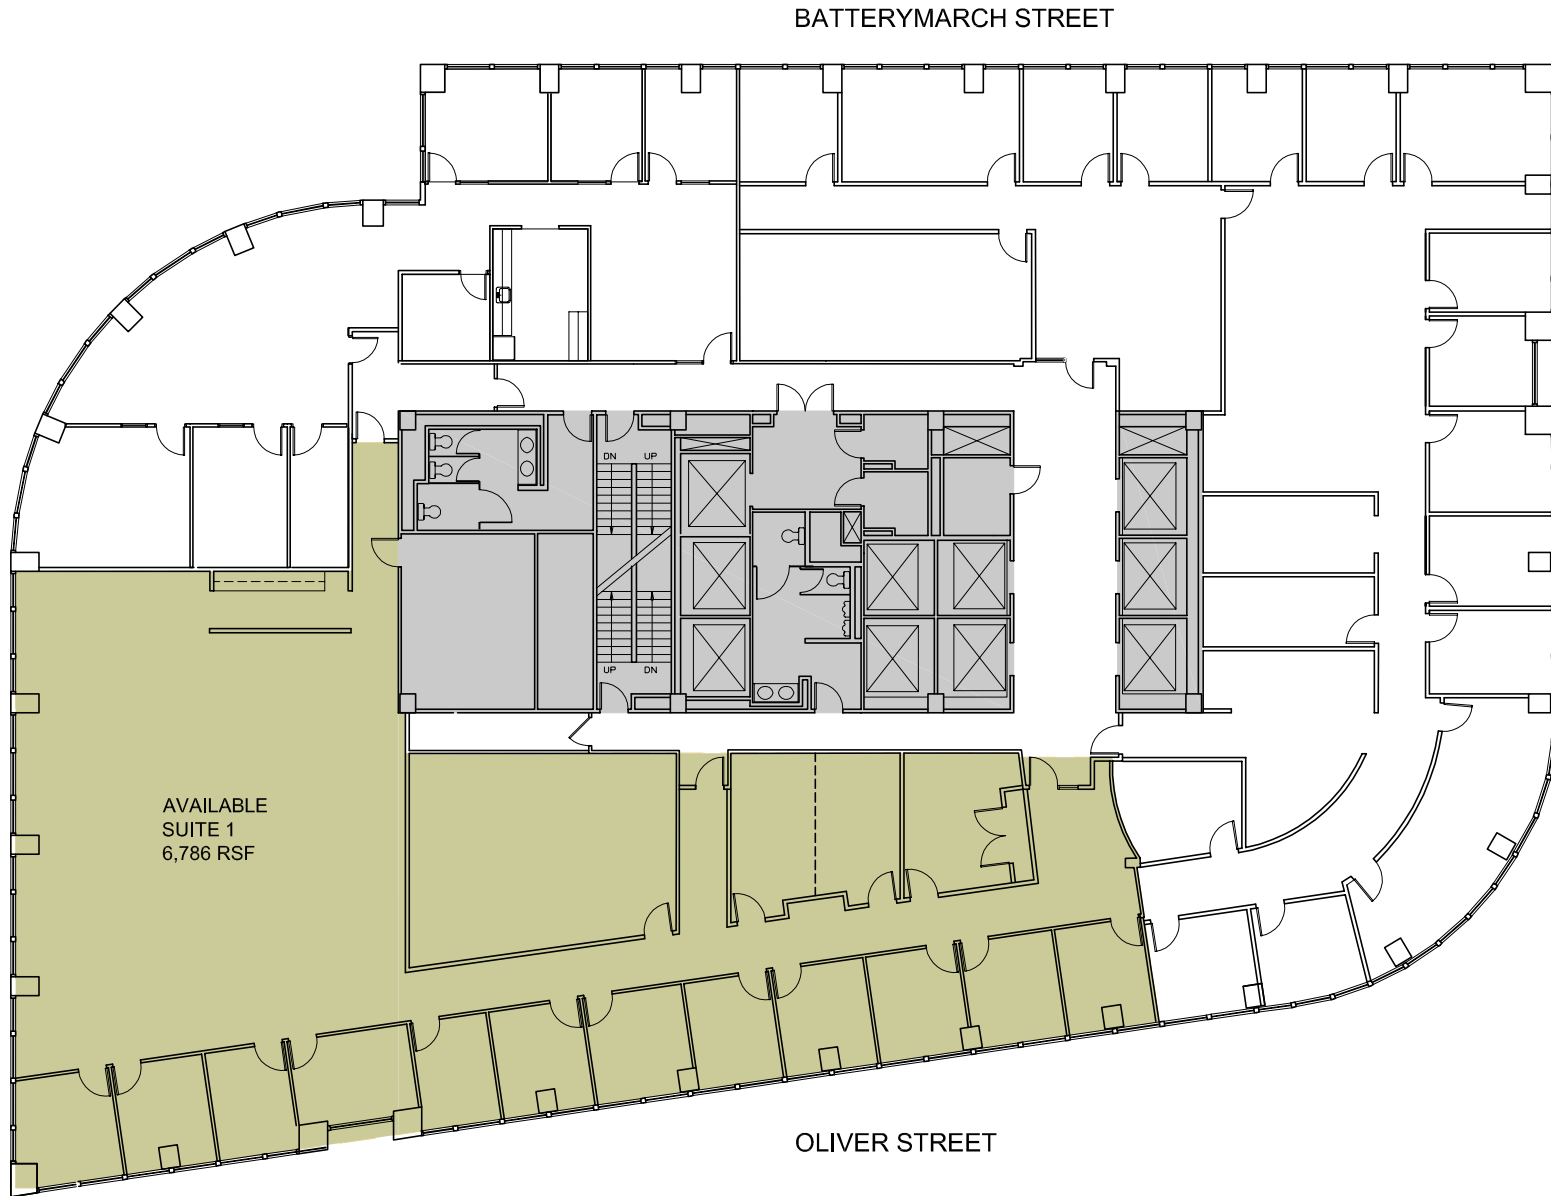 BATTERYMARCH STREET
DN UP
UP DN
AVAILABLE
SUITE 1
6,786 RSF
OLIVER STREET